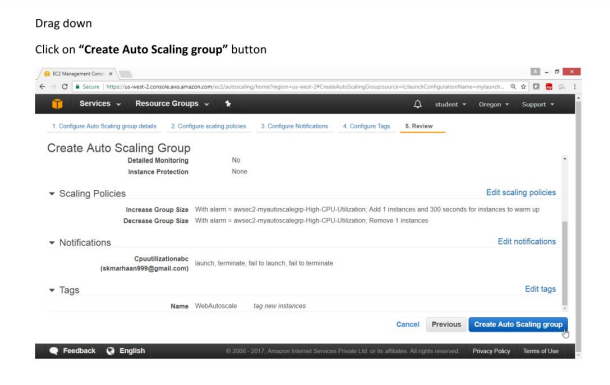 Drag down
Click on “Create Auto Scaling group” button
EC2 Management Conso
Secure | https://us-west-2.console.aws.amazon.com/ec2/autoscaling/home?region=us-west-2#CreateAutoScalingGroup:source=lc;launchConfigurationName=mylaunch...
Services Resource Groups student Oregon Support
1. Configure Auto Scaling group details 2. Configure scaling policies 3. Configure Notifications 4. Configure Tags 5. Review
Create Auto Scaling Group
Detailed Monitoring No
Instance Protection None
Scaling Policies Edit scaling policies
Increase Group Size With alarm = awsec2-myautoscalegrp-High-CPU-Utilization; Add 1 instances and 300 seconds for instances to warm up
Decrease Group Size With alarm = awsec2-myautoscalegrp-High-CPU-Utilization; Remove 1 instances
Notifications Edit notifications
Cpuutilizationabc
(skmarhaan999@gmail.com) launch, terminate, fail to launch, fail to terminate
Tags Edit tags
Name WebAutoscale tag new instances
Cancel Previous Create Auto Scaling group
Feedback English © 2008 - 2017, Amazon Internet Services Private Ltd. or its affiliates. All rights reserved. Privacy Policy Terms of Use